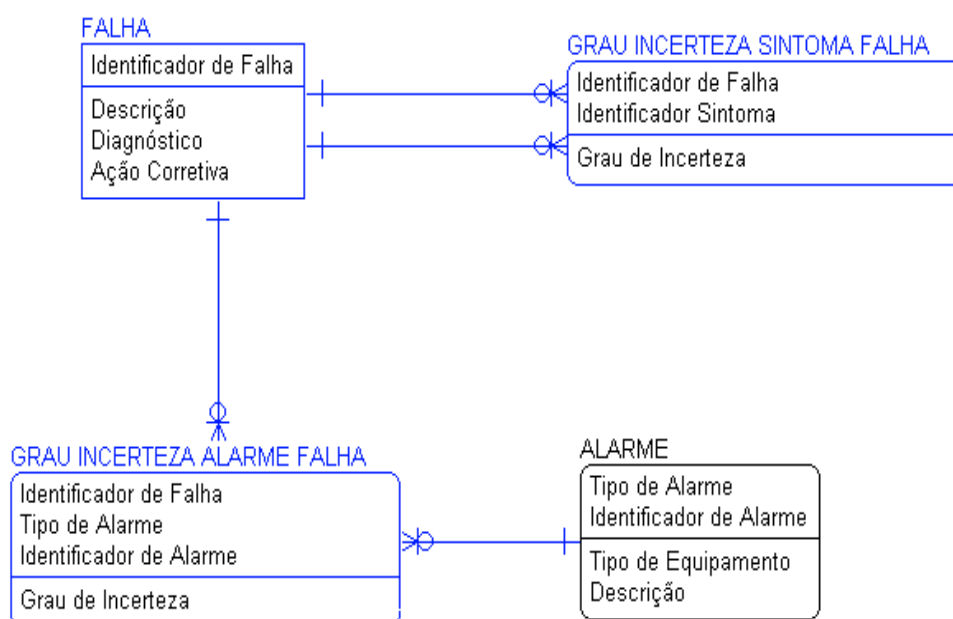 FALHA
Identificador de Falha
Descrição
Diagnóstico
Ação Corretiva
GRAU INCERTEZA SINTOMA FALHA
Identificador de Falha
Identificador Sintoma
Grau de Incerteza
GRAU INCERTEZA ALARME FALHA
Identificador de Falha
Tipo de Alarme
Identificador de Alarme
Grau de Incerteza
ALARME
Tipo de Alarme
Identificador de Alarme
Tipo de Equipamento
Descrição